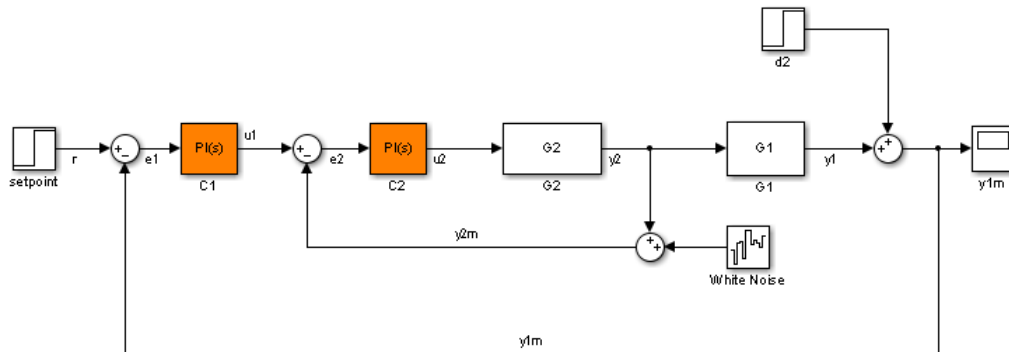 d2
+
+
setpoint
r
+
−
e1
PI(s)
C1
u1
+
−
e2
PI(s)
C2
u2
G2
G2
y2
G1
G1
y1
+
+
y1m
y2m
+
+
White Noise
y1m